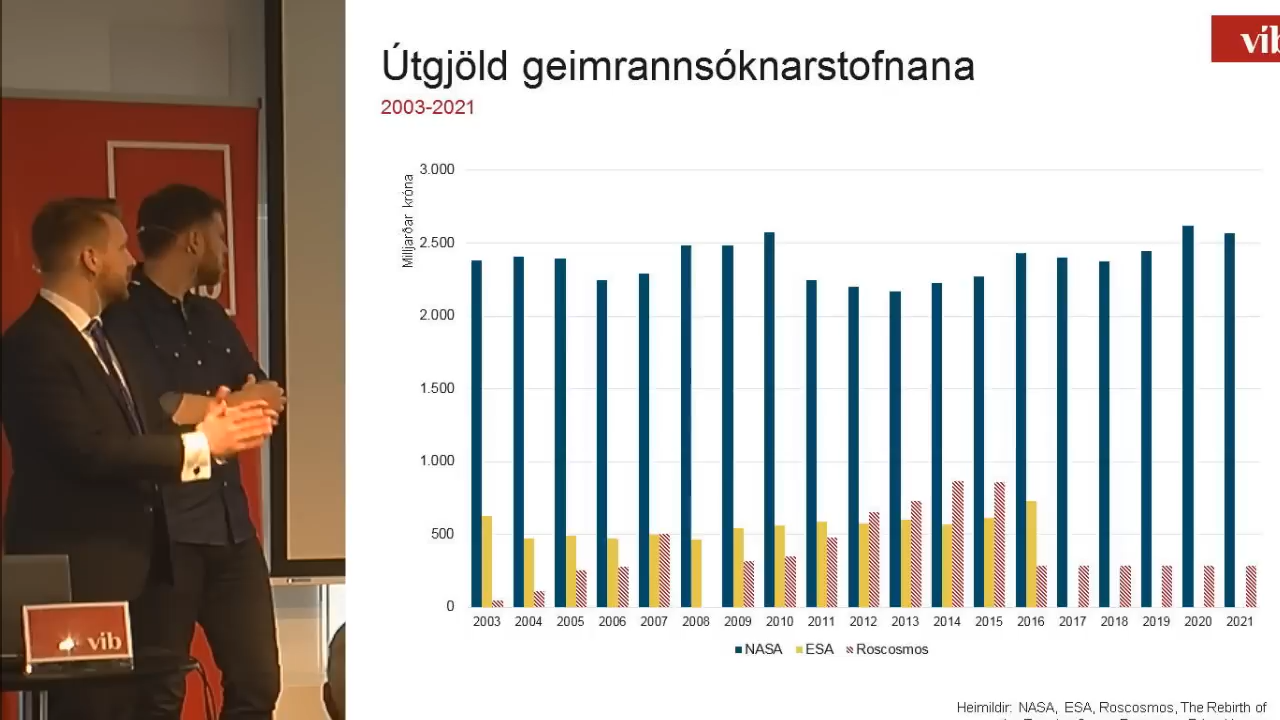 Útgjöld geimrannsóknarstofnana
2003-2021
víb
Milljarðar króna
3.000
2.500
2.000
1.500
1.000
500
0
2003 2004 2005 2006 2007 2008 2009 2010 2011 2012 2013 2014 2015 2016 2017 2018 2019 2020 2021
NASA ESA Roscosmos
Heimildir: NASA, ESA, Roscosmos, The Rebirth of
víb